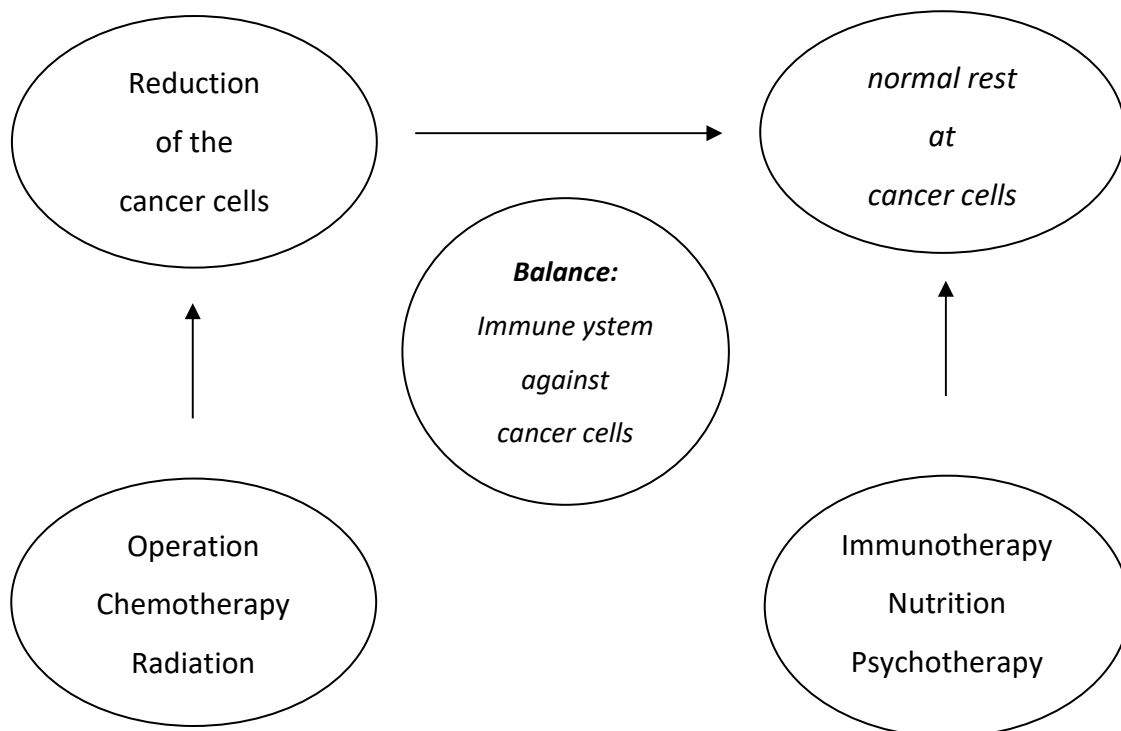 Reduction
of the
cancer cells
normal rest
at
cancer cells
Balance:
Immune ystem
against
cancer cells
Operation
Chemotherapy
Radiation
Immunotherapy
Nutrition
Psychotherapy